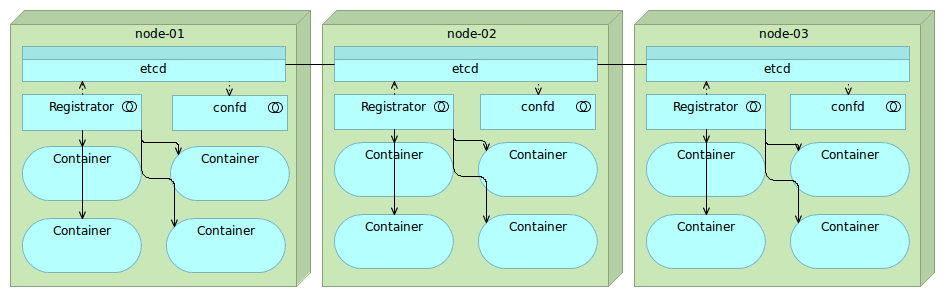 node-01
etcd
Registrator
confd
Container
Container
Container
Container
node-02
etcd
Registrator
confd
Container
Container
Container
Container
node-03
etcd
Registrator
confd
Container
Container
Container
Container